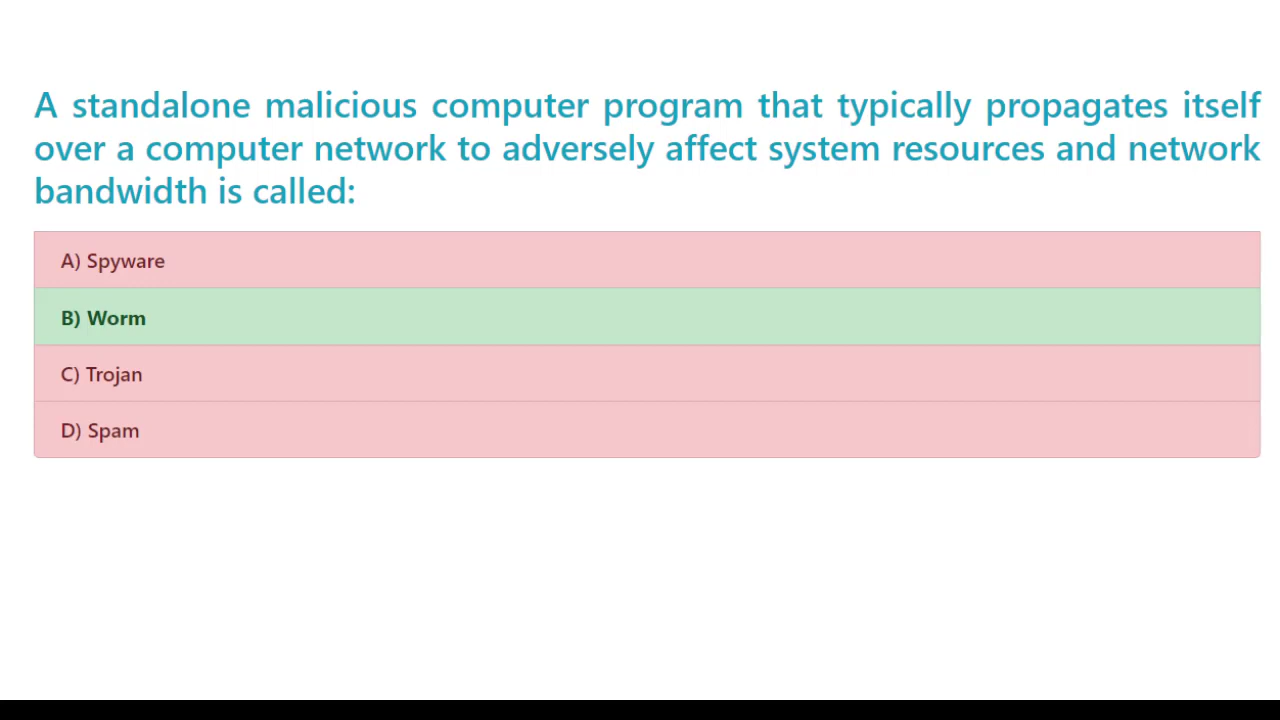 A standalone malicious computer program that typically propagates itself
over a computer network to adversely affect system resources and network
bandwidth is called:
A) Spyware
B) Worm
C) Trojan
D) Spam